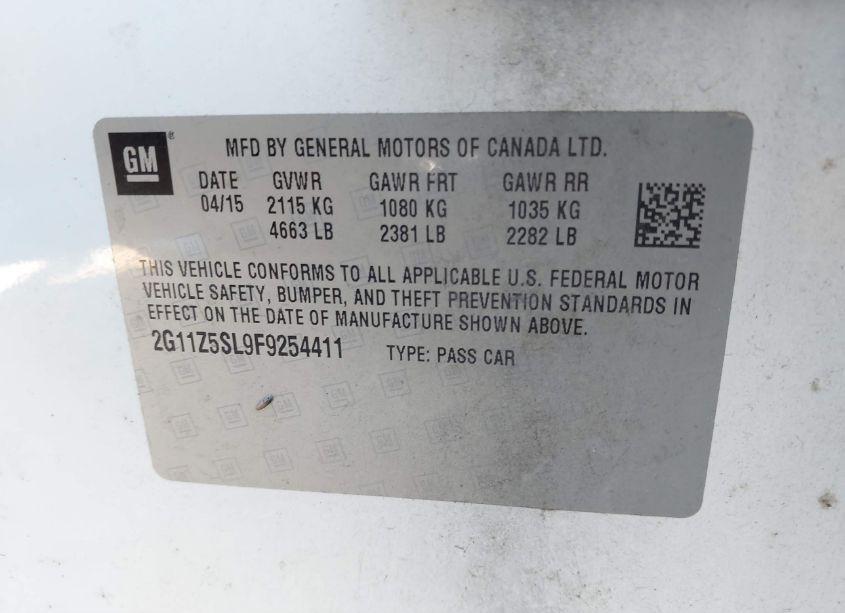 GM®
MFD BY GENERAL MOTORS OF CANADA LTD.
DATE GVWR GAWR FRT GAWR RR
04/15 2115 KG 1080 KG 1035 KG
4663 LB 2381 LB 2282 LB
THIS VEHICLE CONFORMS TO ALL APPLICABLE U.S. FEDERAL MOTOR
VEHICLE SAFETY, BUMPER, AND THEFT PREVENTION STANDARDS IN
EFFECT ON THE DATE OF MANUFACTURE SHOWN ABOVE.
2G11Z5SL9F9254411 TYPE: PASS CAR